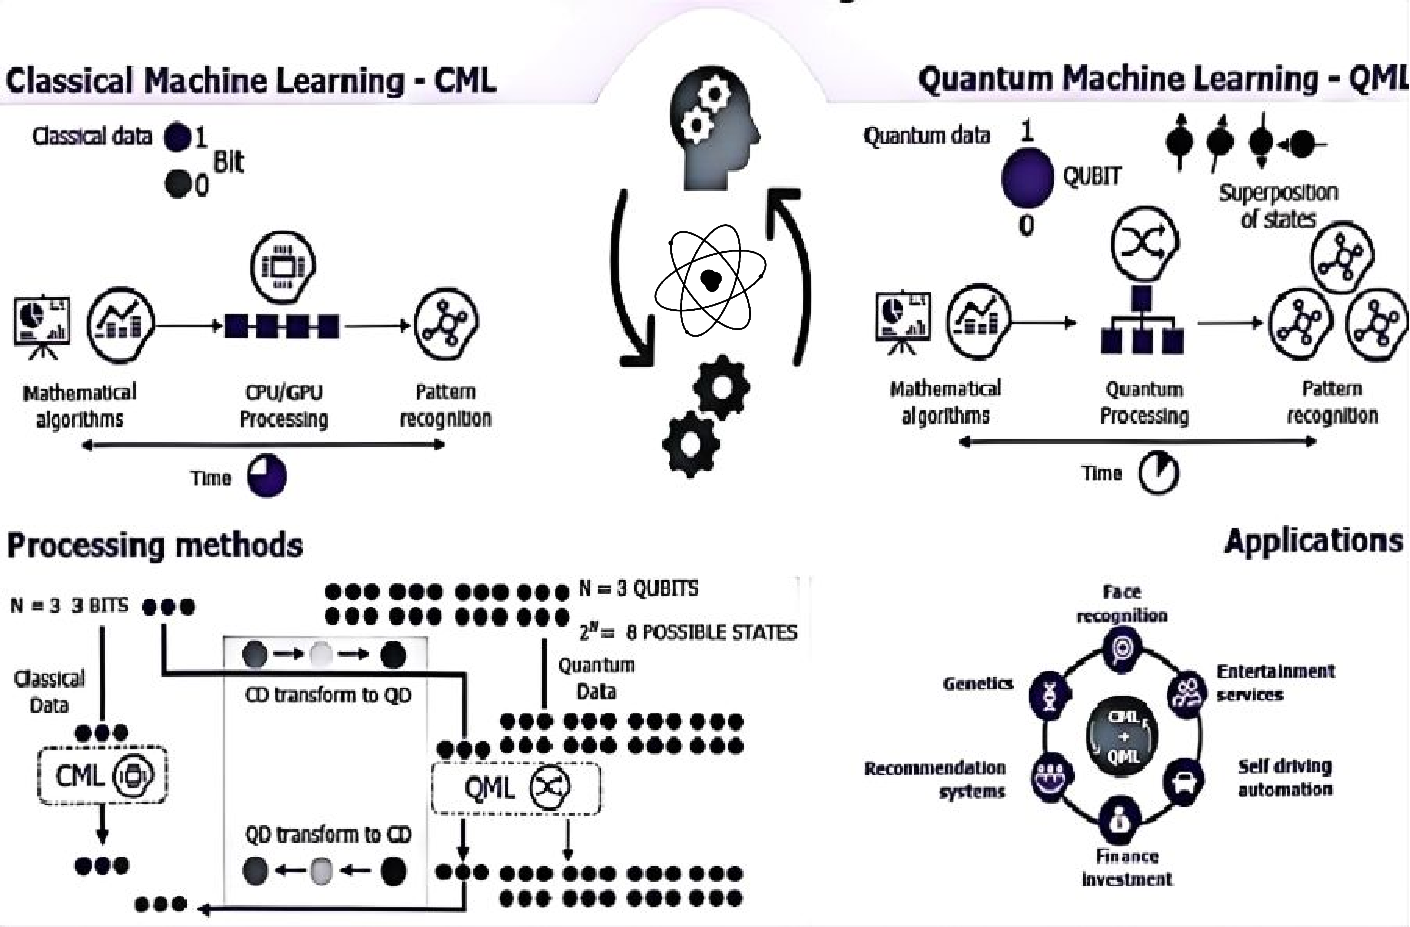 Classical Machine Learning - CML
Classical data
1
Bit
0
Mathematical
algorithms
CPU/GPU
Processing
Pattern
recognition
Time
Quantum Machine Learning - QML
Quantum data
1
QUBIT
0
Superposition
of states
Mathematical
algorithms
Quantum
Processing
Pattern
recognition
Time
Processing methods
N = 3 3 BITS
N = 3 QUBITS
2^N = 8 POSSIBLE STATES
Classical
Data
CD transform to QD
Quantum
Data
CML
QML
QD transform to CD
Applications
Face
recognition
Entertainment
services
Self driving
automation
Finance
investment
Recommendation
systems
Genetics
CML
+
QML